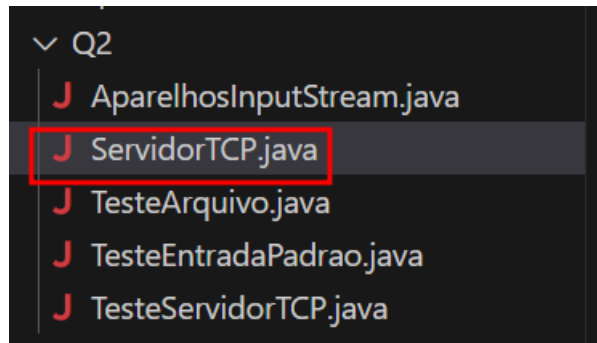 Q2
J AparelhosInputStream.java
J ServidorTCP.java
J TesteArquivo.java
J TesteEntradaPadrao.java
J TesteServidorTCP.java